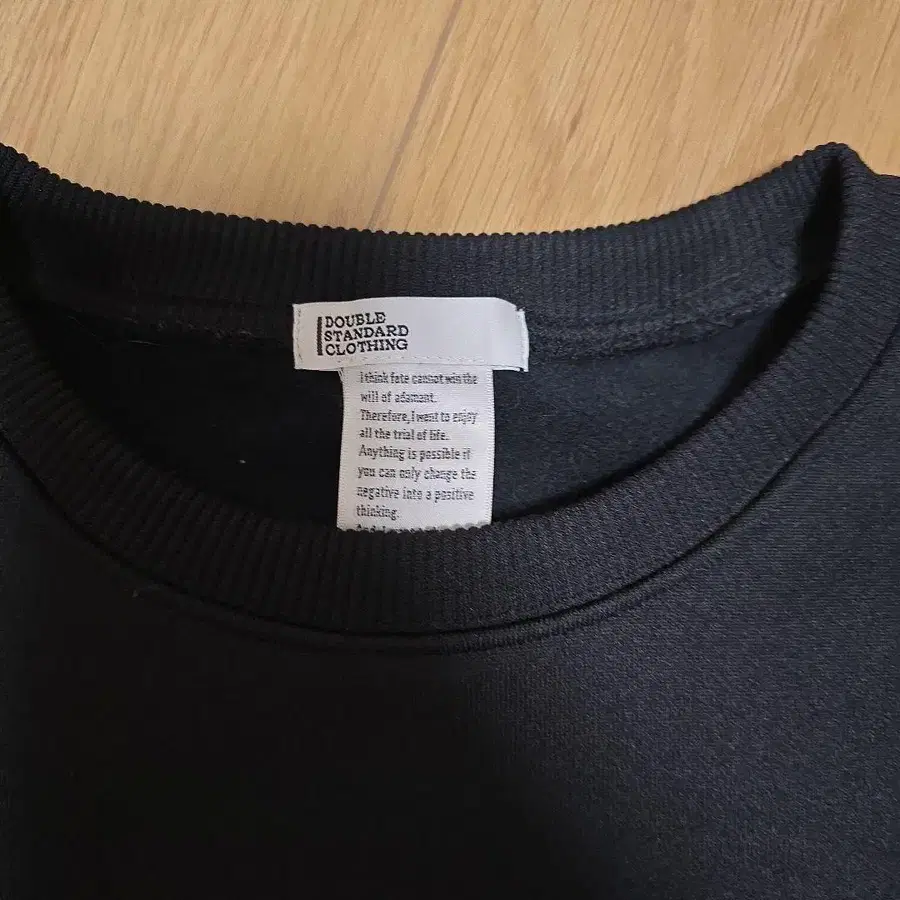 DOUBLE
STANDARD
CLOTHING
I think fate cannot win the
will of adamant.
Therefore, I want to enjoy
all the trial of life.
Anything is possible if
you can only change the
negative into a positive
thinking.